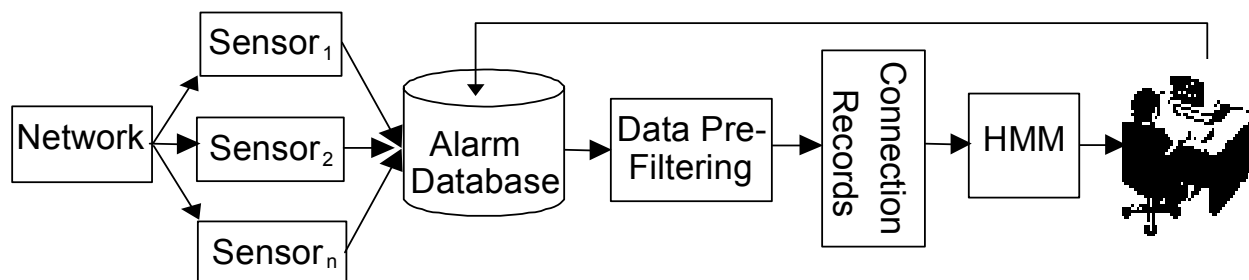 Network
Sensor₁
Sensor₂
Sensorₙ
Alarm
Database
Data Pre-
Filtering
Connection
Records
HMM